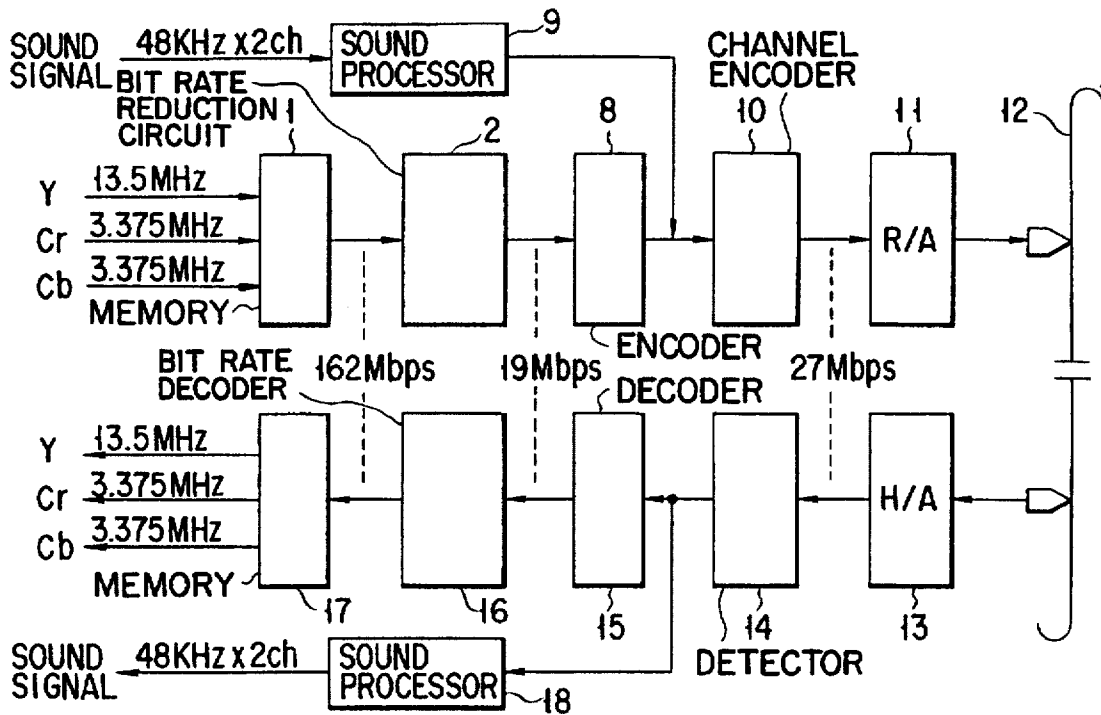 SOUND SIGNAL
48KHz x 2ch
SOUND PROCESSOR
9
CHANNEL ENCODER
BIT RATE REDUCTION CIRCUIT
1
2
8
10
11
12
Y
13.5MHz
Cr
3.375MHz
Cb
3.375MHz
R/A
MEMORY
ENCODER
BIT RATE DECODER
162Mbps
19Mbps
DECODER
27Mbps
Y
13.5MHz
Cr
3.375MHz
Cb
3.375MHz
H/A
MEMORY
17
16
15
14
13
DETECTOR
SOUND SIGNAL
48KHz x 2ch
SOUND PROCESSOR
18